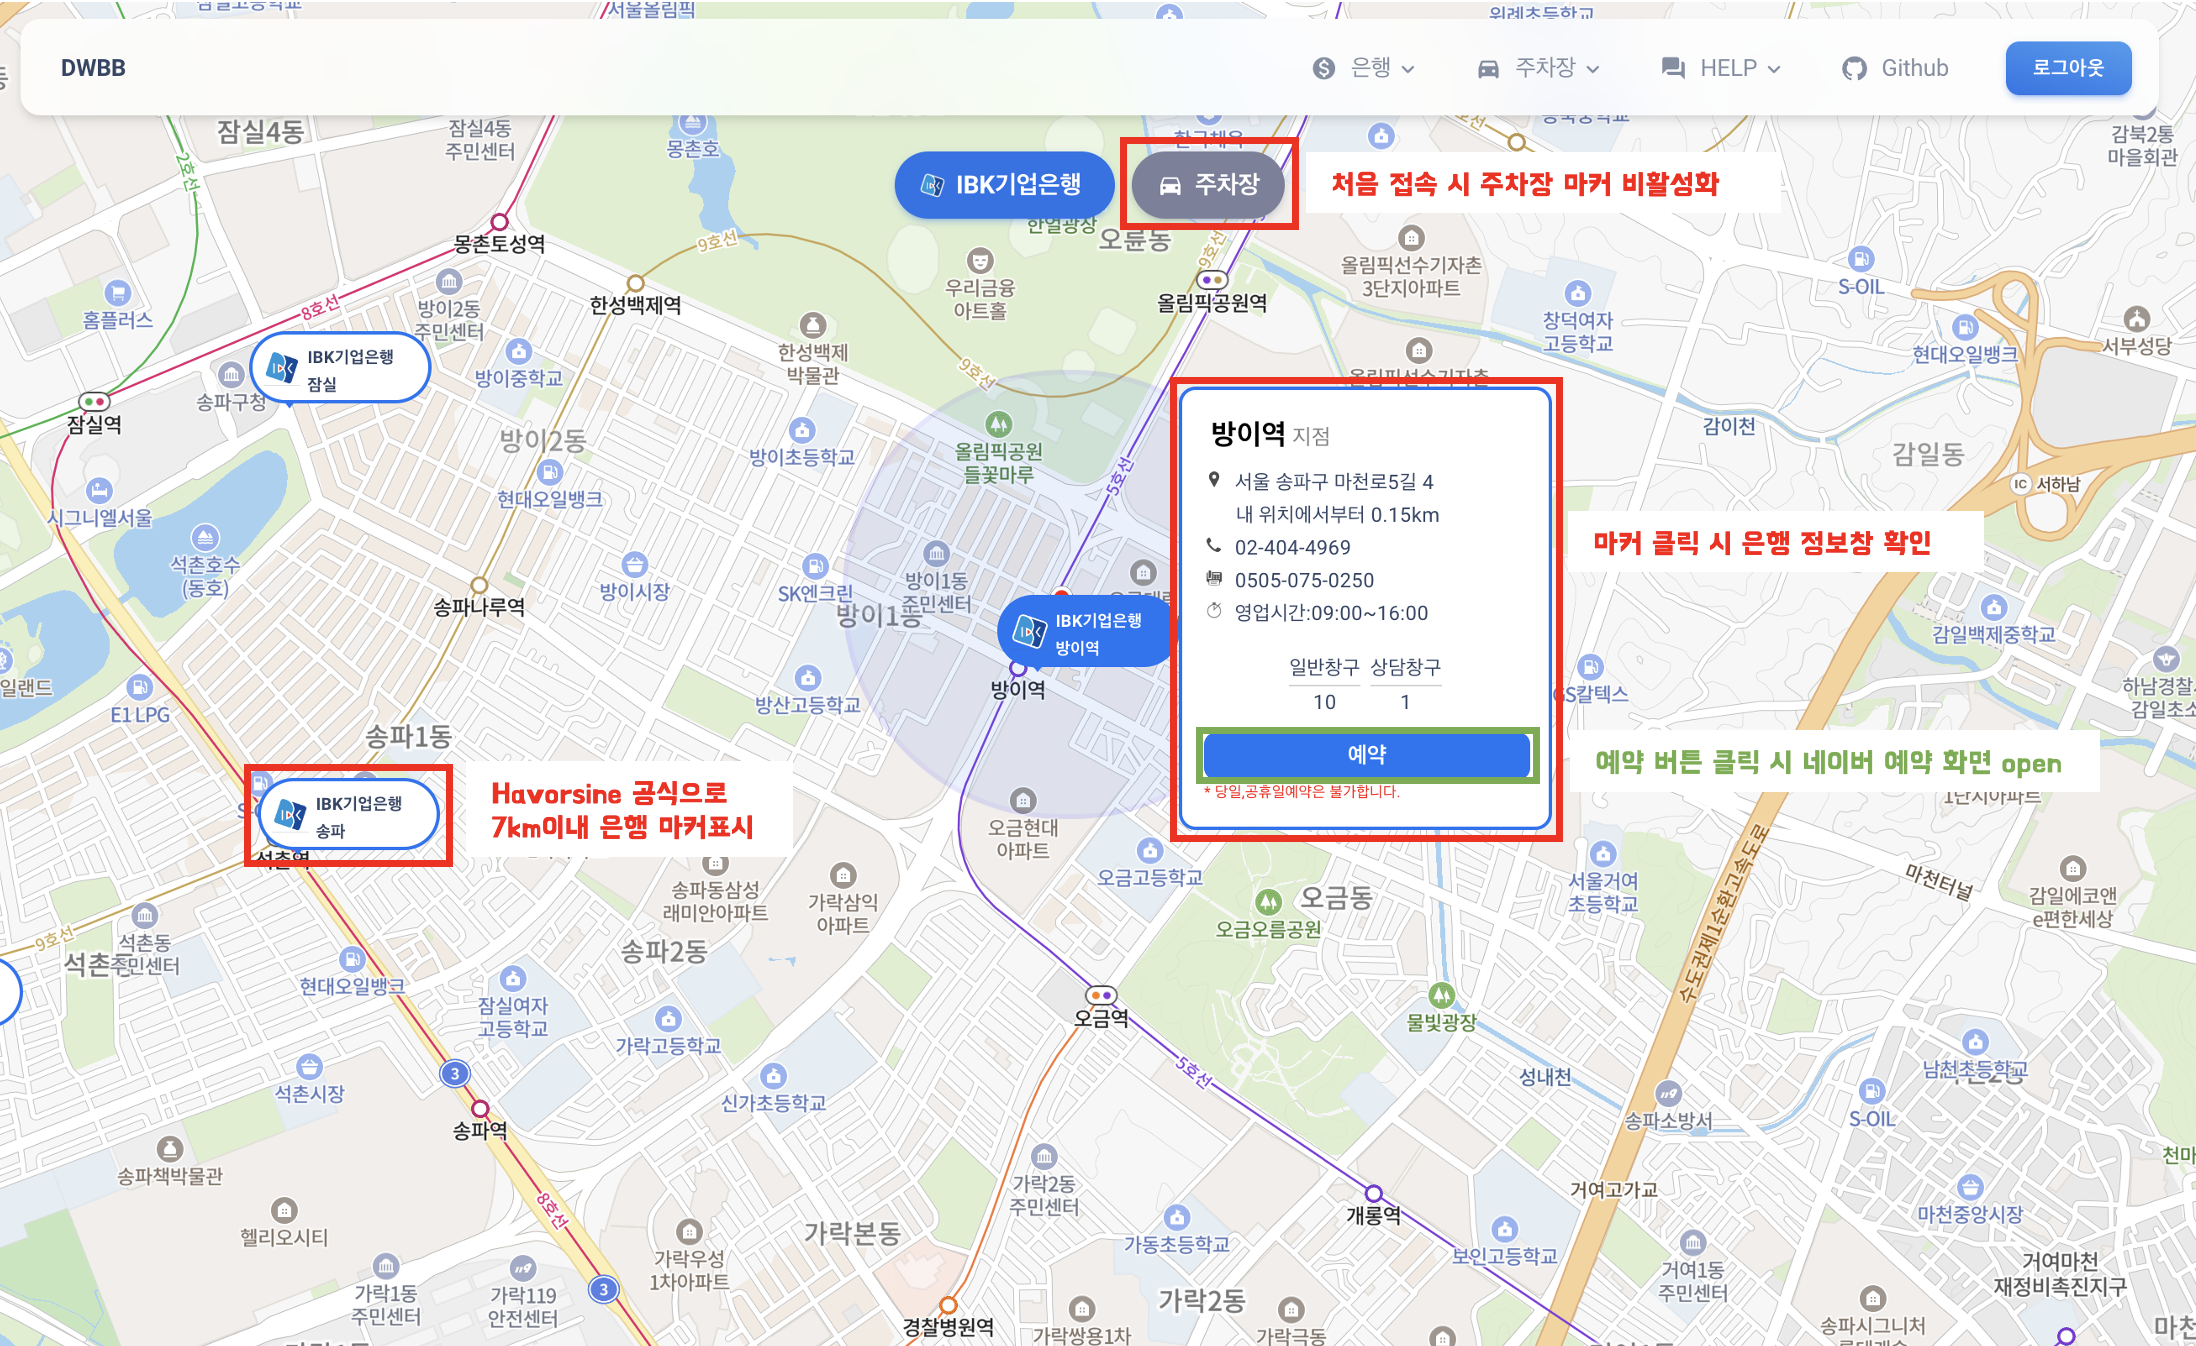 서울올림픽
위례초등학교
DWBB
은행
주차장
HELP
Github
로그아웃
잠실4동
잠실4동
주민센터
2호선
몽촌호
IBK기업은행
주차장
처음 접속 시 주차장 마커 비활성화
감북2동
마을회관
몽촌토성역
9호선
한얼광장
오륜동
9호선
우리금융
아트홀
올림픽공원역
올림픽선수기자촌
3단지아파트
S-OIL
창덕여자
고등학교
현대오일뱅크
서부성당
홈플러스
8호선
방이2동
주민센터
한성백제역
한성백제
박물관
IBK기업은행
잠실
방이중학교
9호선
올림픽선수기자촌
송파구청
잠실역
방이2동
방이초등학교
올림픽공원
들꽃마루
5호선
감이천
감일동
IC 서하남
현대오일뱅크
시그니엘서울
방이역 지점
서울 송파구 마천로5길 4
내 위치에서부터 0.15km
02-404-4969
0505-075-0250
영업시간:09:00~16:00
일반창구 상담창구
10 1
예약
* 당일,공휴일예약은 불가합니다.
마커 클릭 시 은행 정보창 확인
예약 버튼 클릭 시 네이버 예약 화면 open
석촌호수
(동호)
송파나루역
방이시장
SK엔크린
방이1동
주민센터
방이1동
IBK기업은행
방이역
방이역
감일백제중학교
GS칼텍스
하남경찰서
감일초소
E1 LPG
송파1동
방산고등학교
IBK기업은행
송파
석촌역
Havorsine 공식으로
7km이내 은행 마커표시
오금현대
아파트
1단지아파트
수도권제1순환고속도로
마천터널
송파동삼성
래미안아파트
가락삼익
아파트
오금고등학교
오금동
오금오름공원
서울거여
초등학교
감일에코앤
e편한세상
9호선
석촌동
주민센터
석촌동
송파2동
현대오일뱅크
잠실여자
고등학교
가락고등학교
오금역
물빛광장
3
석촌시장
신가초등학교
5호선
성내천
송파소방서
남천초등학교
S-OIL
송파역
송파책박물관
가락2동
주민센터
거여고가교
마천중앙시장
헬리오시티
8호선
가락우성
1차아파트
가락본동
가동초등학교
개롱역
보인고등학교
거여1동
주민센터
거여마천
재정비촉진지구
가락1동
주민센터
가락119
안전센터
3
경찰병원역
가락쌍용1차
가락2동
가락극동
송파시그니처